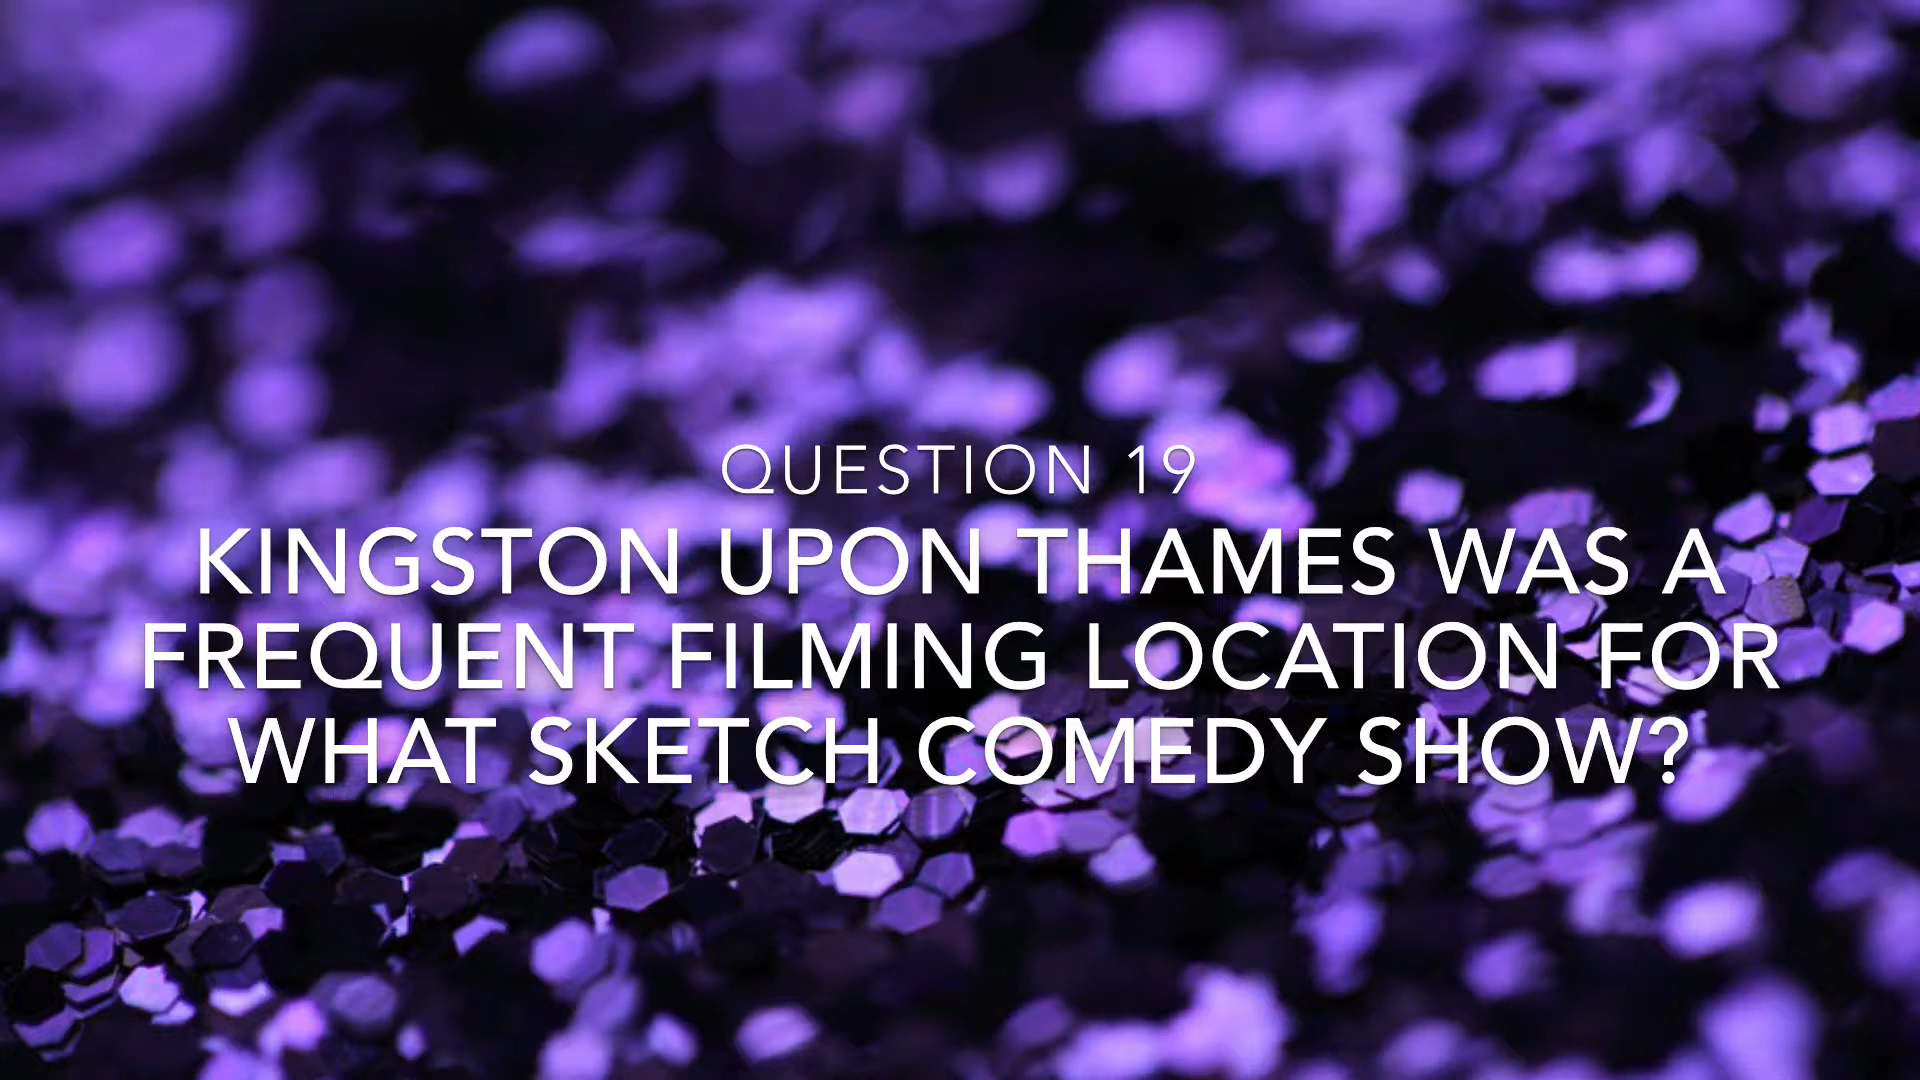 QUESTION 19
KINGSTON UPON THAMES WAS A
FREQUENT FILMING LOCATION FOR
WHAT SKETCH COMEDY SHOW?